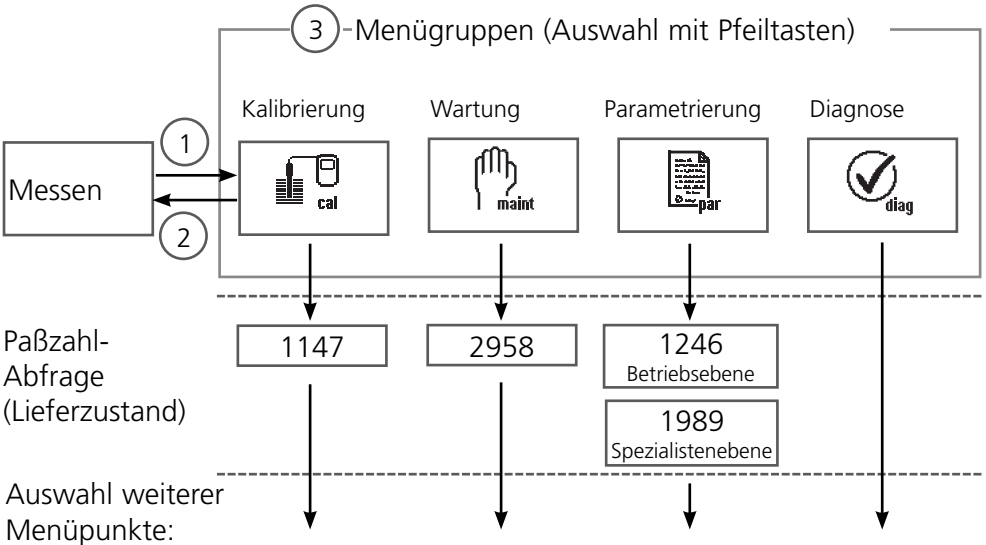 3 Menügruppen (Auswahl mit Pfeiltasten)
Kalibrierung Wartung Parametrierung Diagnose
1
Messen
cal maint par diag
2
Paßzahl-
Abfrage
(Lieferzustand)
1147 2958 1246
Betriebsebene
1989
Spezialistenebene
Auswahl weiterer
Menüpunkte: